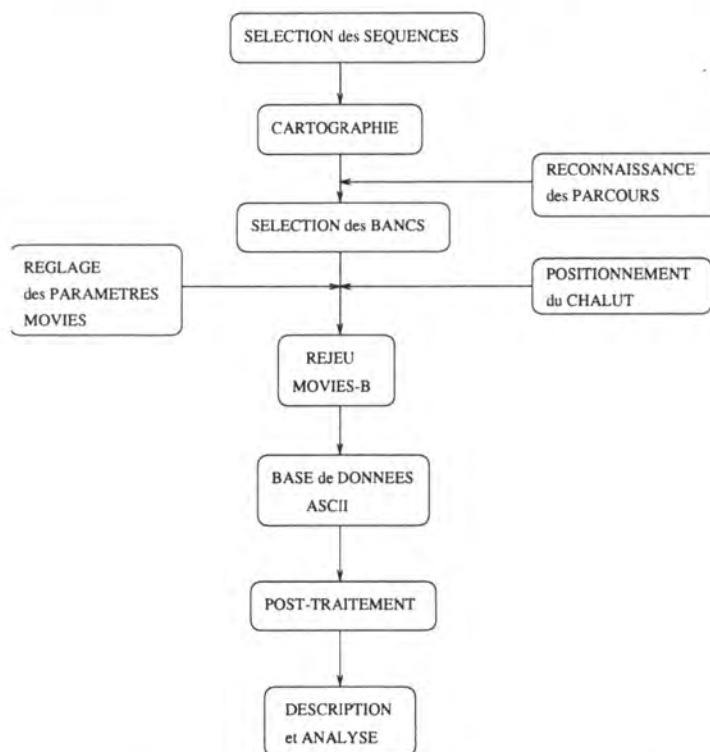 SELECTION des SEQUENCES
CARTOGRAPHIE
RECONNAISSANCE
des PARCOURS
SELECTION des BANCS
REGLAGE
des PARAMETRES
MOVIES
POSITIONNEMENT
du CHALUT
REJEU
MOVIES-B
BASE de DONNEES
ASCII
POST-TRAITEMENT
DESCRIPTION
et ANALYSE